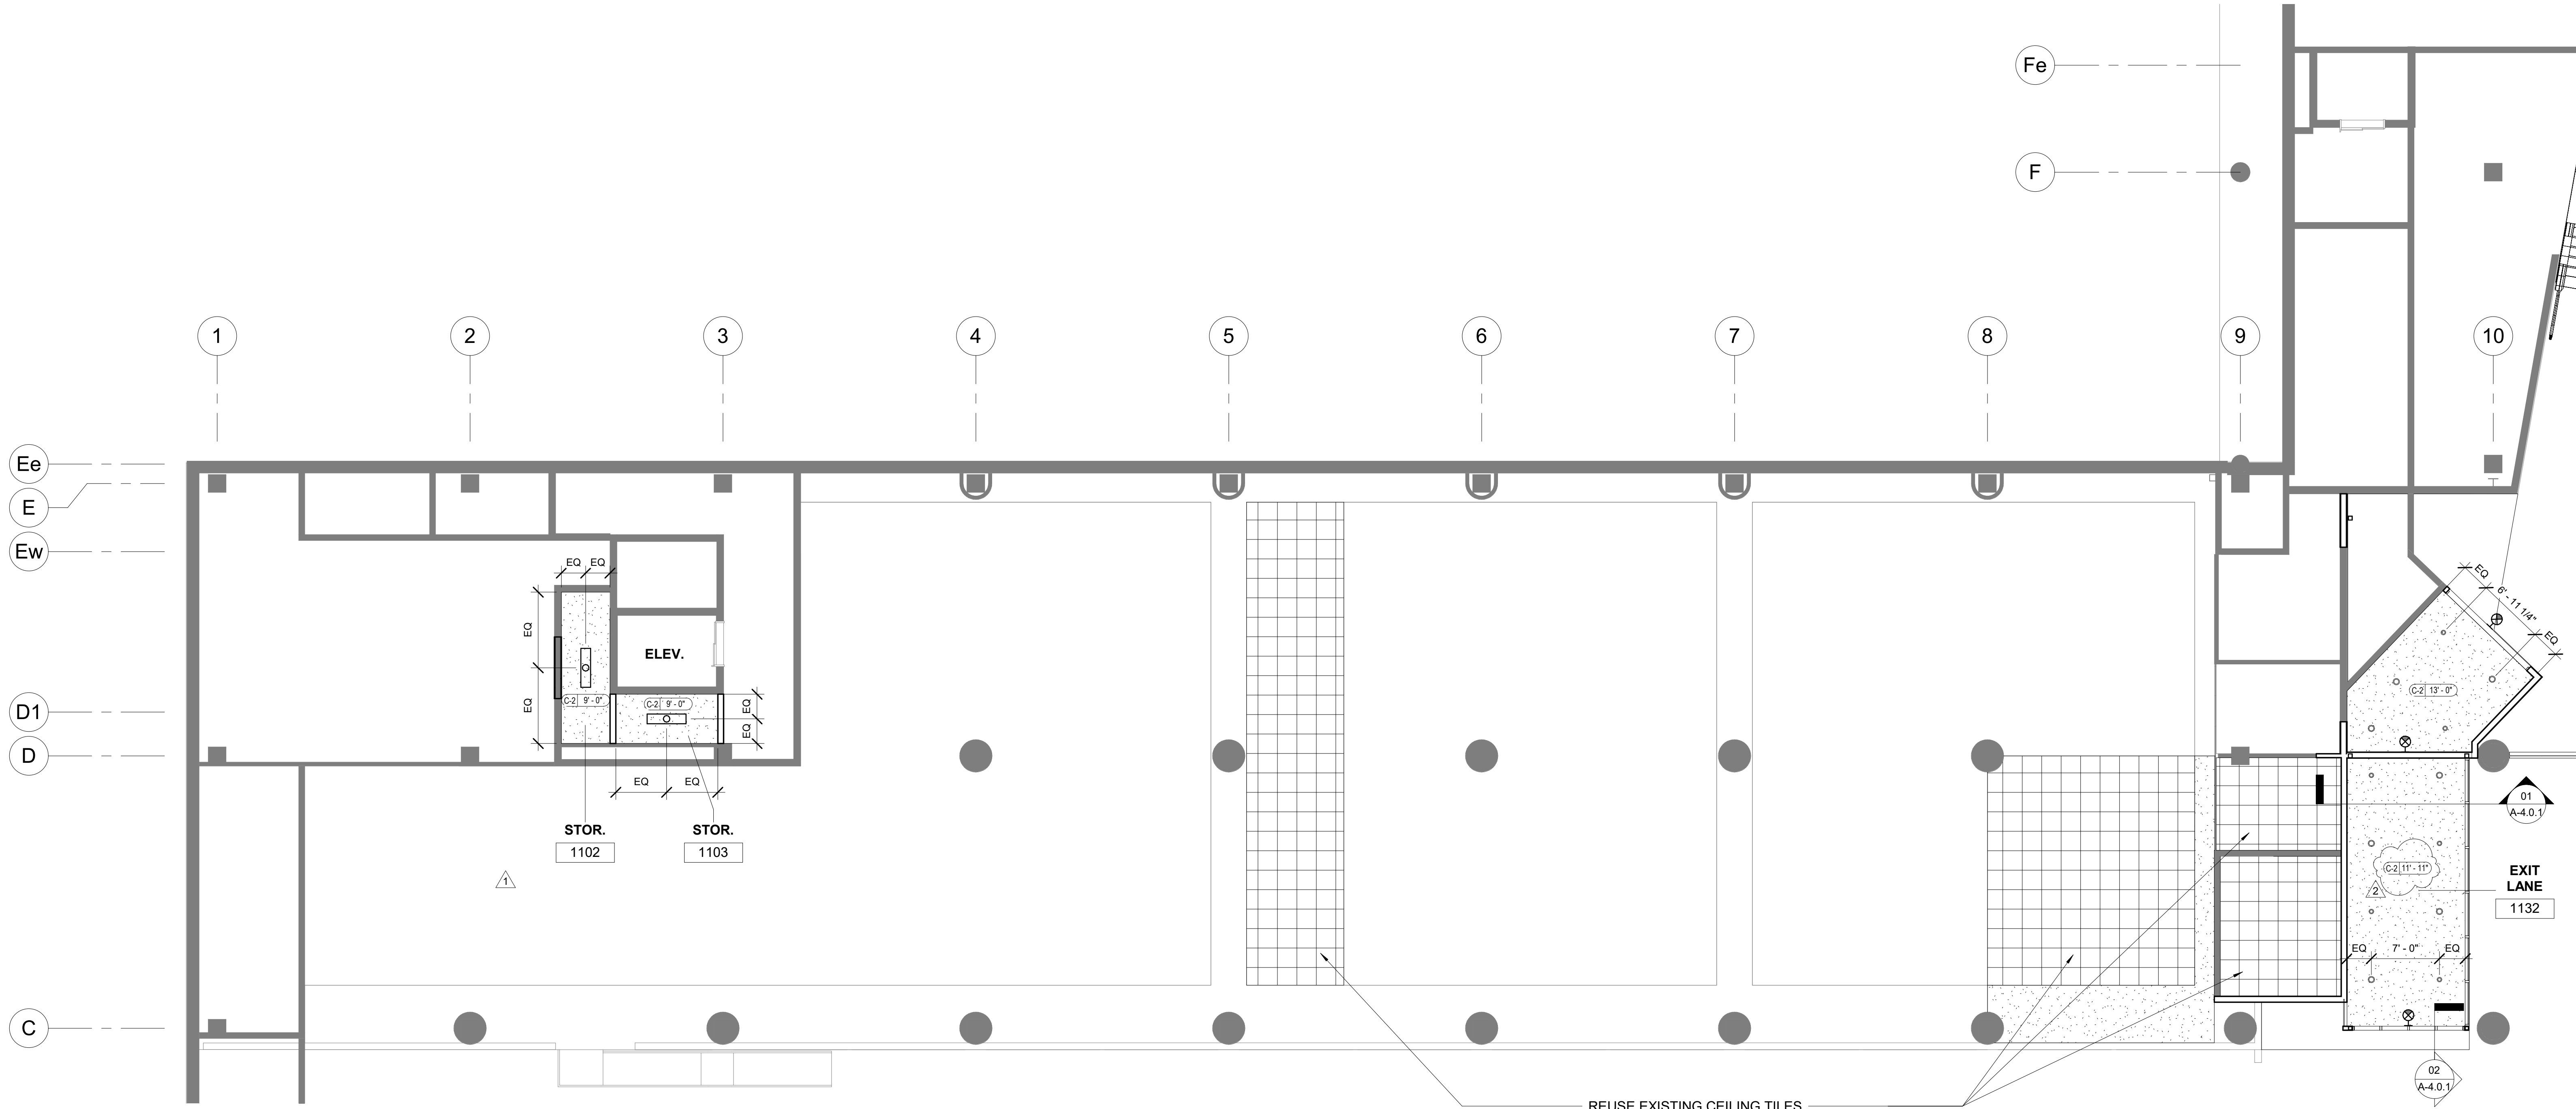 Fe
F
1
2
3
4
5
6
7
8
9
10
Ee
E
Ew
D1
D
C
EQ
EQ
EQ
EQ
ELEV.
C-2 9' - 0"
C-2 9' - 0"
EQ
EQ
EQ
EQ
STOR.
1102
STOR.
1103
1
EQ
6' - 11 1/4"
EQ
C-2 13' - 0"
01
A-4.0.1
C-2 11' - 11"
2
EXIT
LANE
1132
EQ
7' - 0"
EQ
02
A-4.0.1
REUSE EXISTING CEILING TILES